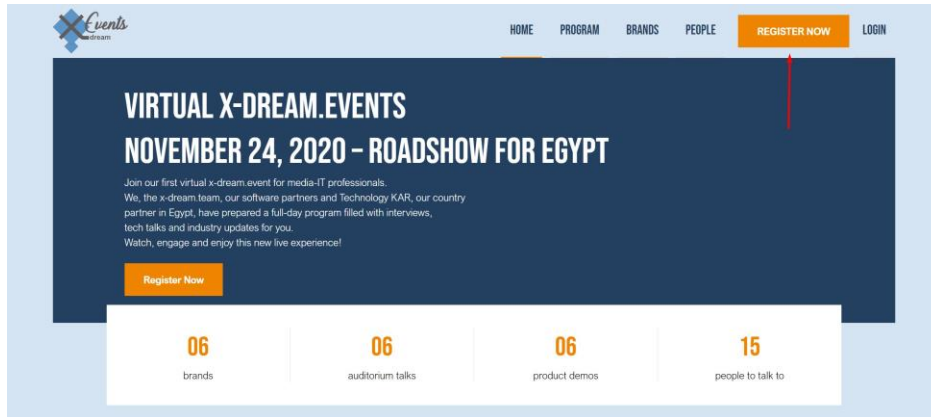 Events
dream
HOME PROGRAM BRANDS PEOPLE REGISTER NOW LOGIN
VIRTUAL X-DREAM.EVENTS
NOVEMBER 24, 2020 – ROADSHOW FOR EGYPT
Join our first virtual x-dream.event for media-IT professionals.
We, the x-dream.team, our software partners and Technology KAR, our country
partner in Egypt, have prepared a full-day program filled with interviews,
tech talks and industry updates for you.
Watch, engage and enjoy this new live experience!
Register Now
06 06 06 15
brands auditorium talks product demos people to talk to